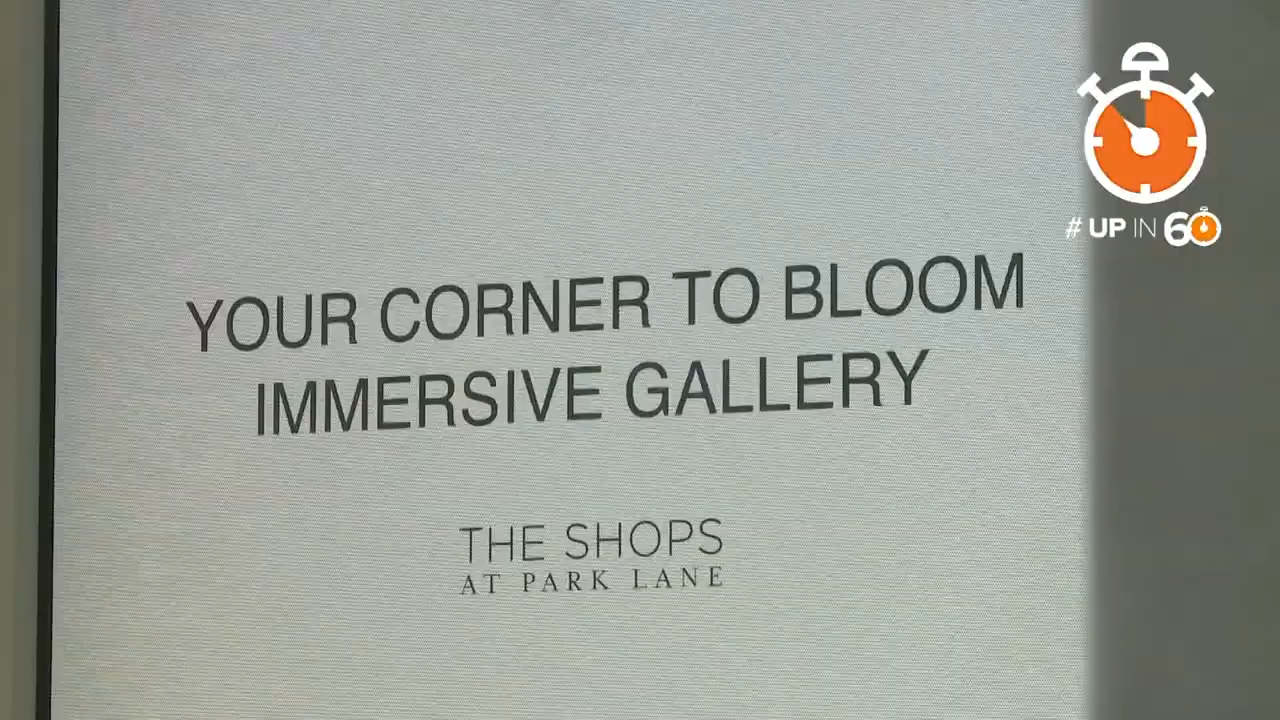 YOUR CORNER TO BLOOM
IMMERSIVE GALLERY
THE SHOPS
AT PARK LANE
# UP IN 60